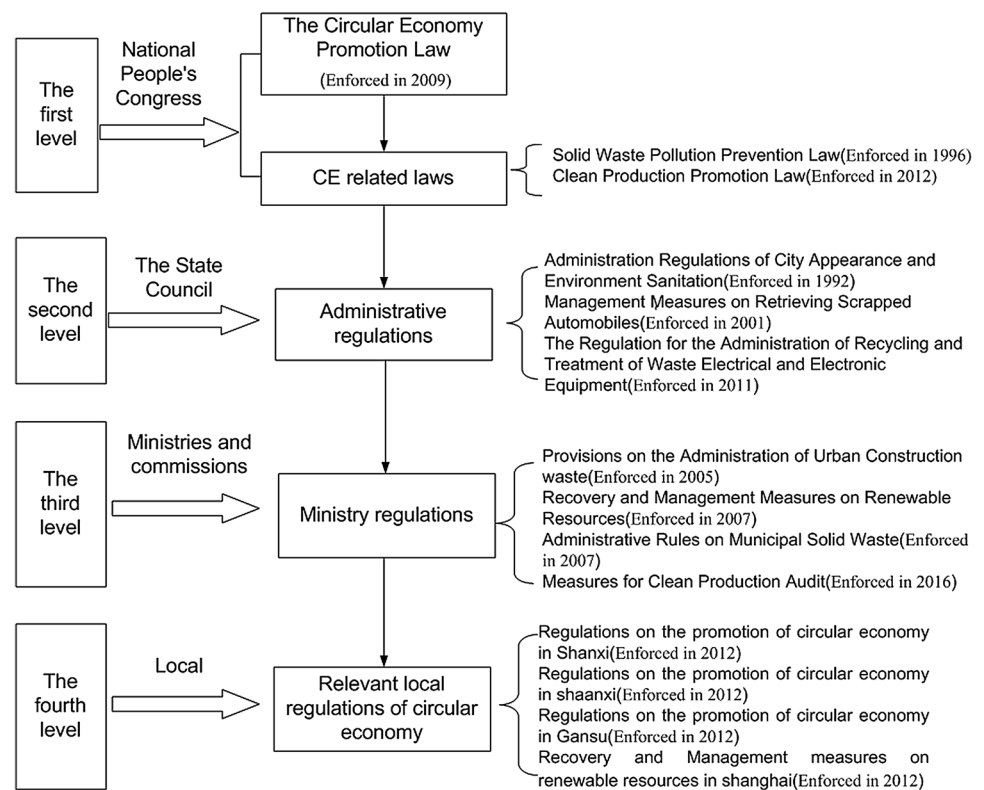 The
first
level
National
People's
Congress
The Circular Economy
Promotion Law
(Enforced in 2009)
CE related laws
Solid Waste Pollution Prevention Law(Enforced in 1996)
Clean Production Promotion Law(Enforced in 2012)
The
second
level
The State
Council
Administrative
regulations
Administration Regulations of City Appearance and
Environment Sanitation(Enforced in 1992)
Management Measures on Retrieving Scrapped
Automobiles(Enforced in 2001)
The Regulation for the Administration of Recycling and
Treatment of Waste Electrical and Electronic
Equipment(Enforced in 2011)
The
third
level
Ministries and
commissions
Ministry regulations
Provisions on the Administration of Urban Construction
waste(Enforced in 2005)
Recovery and Management Measures on Renewable
Resources(Enforced in 2007)
Administrative Rules on Municipal Solid Waste(Enforced
in 2007)
Measures for Clean Production Audit(Enforced in 2016)
The
fourth
level
Local
Relevant local
regulations of circular
economy
Regulations on the promotion of circular economy
in Shanxi(Enforced in 2012)
Regulations on the promotion of circular economy
in shaanxi(Enforced in 2012)
Regulations on the promotion of circular economy
in Gansu(Enforced in 2012)
Recovery and Management measures on
renewable resources in shanghai(Enforced in 2012)